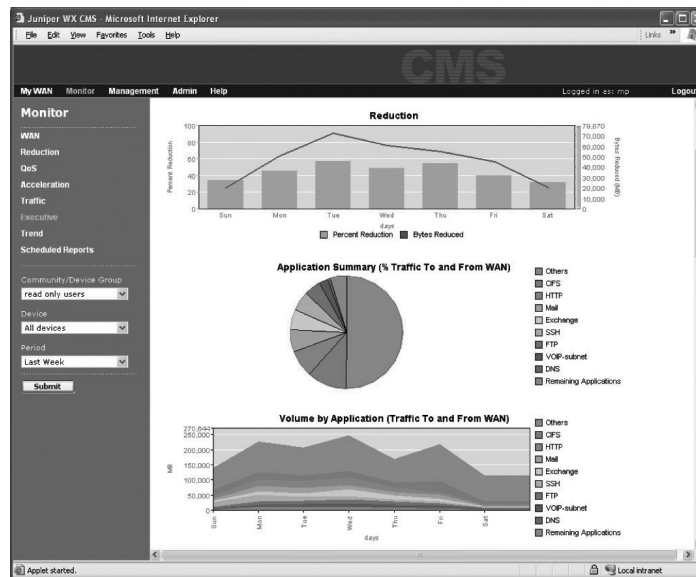 Juniper WX CMS - Microsoft Internet Explorer
File Edit View Favorites Tools Help
Links »
CMS
My WAN Monitor Management Admin Help
Logged in as: mp Logout
Monitor
WAN
Reduction
QoS
Acceleration
Traffic
Executive
Trend
Scheduled Reports
Community/Device Group
read only users
Device
All devices
Period
Last Week
Submit
Reduction
Percent Reduction
100
80
60
40
20
0
79,870
70,000
60,000
50,000
40,000
30,000
20,000
10,000
0
Bytes Reduced (MB)
Sun Mon Tue Wed Thu Fri Sat
days
Percent Reduction Bytes Reduced
Application Summary (% Traffic To and From WAN)
Others
CIFS
HTTP
Mail
Exchange
SSH
FTP
VOIP-subnet
DNS
Remaining Applications
Volume by Application (Traffic To and From WAN)
MB
270,844
250,000
200,000
150,000
100,000
50,000
0
Sun Mon Tue Wed Thu Fri Sat
days
Others
CIFS
HTTP
Mail
Exchange
SSH
FTP
VOIP-subnet
DNS
Remaining Applications
Applet started.
Local intranet